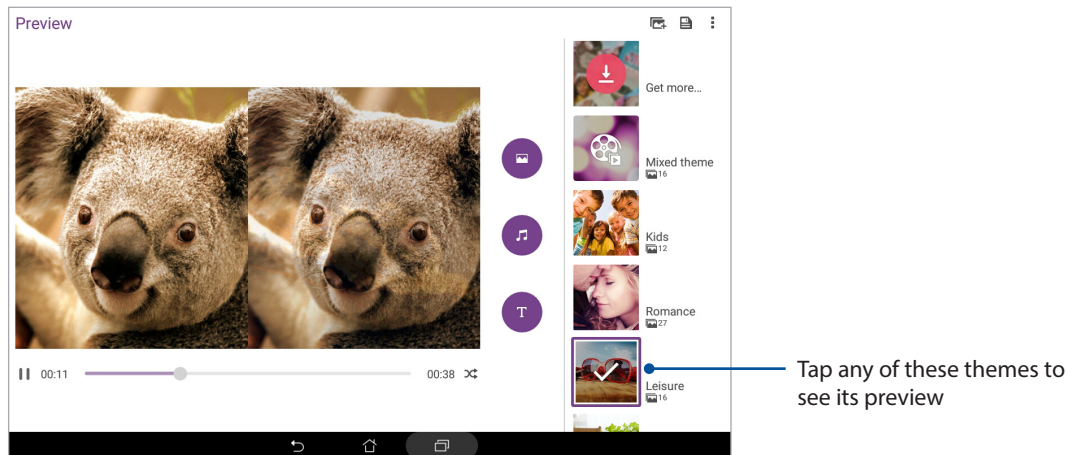 Preview
Get more...
Mixed theme
16
Kids
12
Romance
27
Leisure
16
T
00:11
00:38
Tap any of these themes to
see its preview